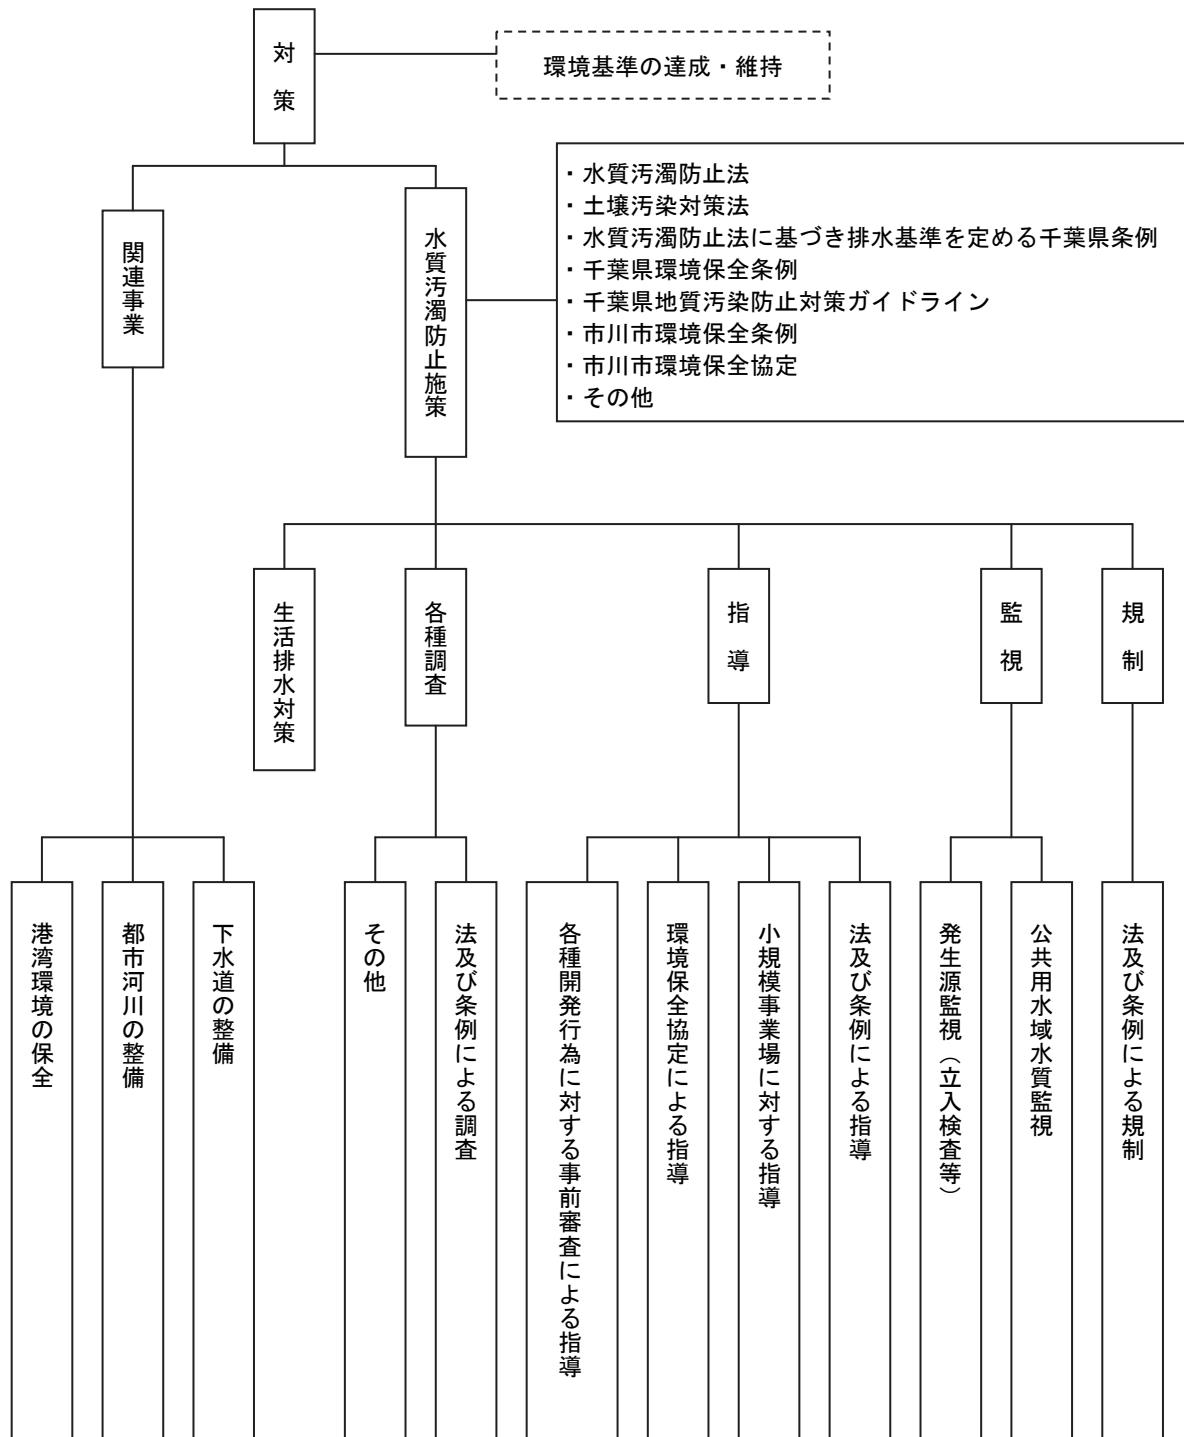 対策
環境基準の達成・維持
・水質汚濁防止法
・土壌汚染対策法
・水質汚濁防止法に基づき排水基準を定める千葉県条例
・千葉県環境保全条例
・千葉県地質汚染防止対策ガイドライン
・市川市環境保全条例
・市川市環境保全協定
・その他
水質汚濁防止施策
関連事業
規制
監視
指導
各種調査
生活排水対策
法及び条例による規制
公共用水域水質監視
発生源監視（立入検査等）
法及び条例による指導
小規模事業場に対する指導
環境保全協定による指導
各種開発行為に対する事前審査による指導
法及び条例による調査
その他
下水道の整備
都市河川の整備
港湾環境の保全